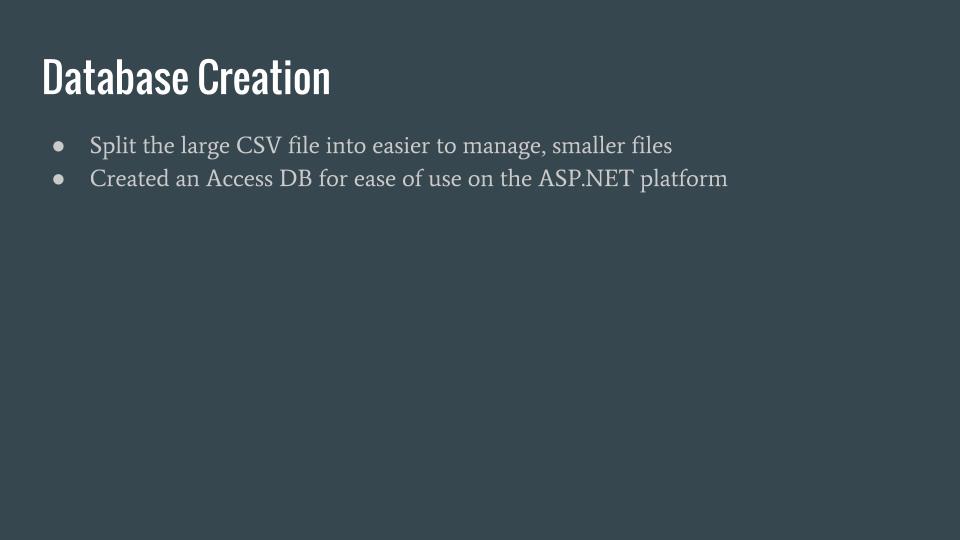 Database Creation
● Split the large CSV file into easier to manage, smaller files
● Created an Access DB for ease of use on the ASP.NET platform